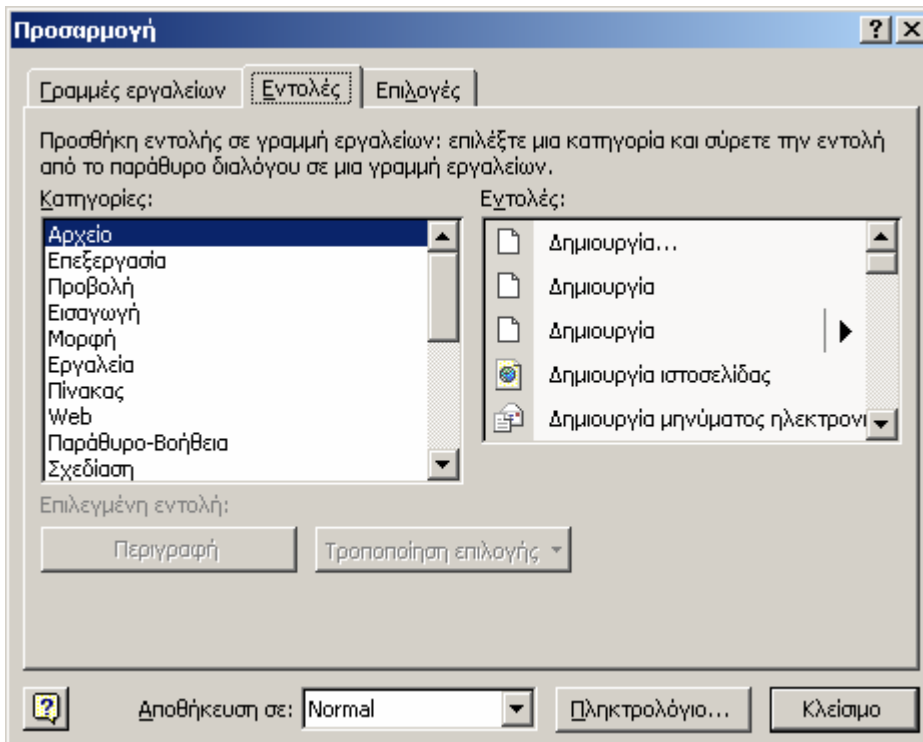 Προσαρμογή
Γραμμές εργαλείων Εντολές Επιλογές
Προσθήκη εντολής σε γραμμή εργαλείων: επιλέξτε μια κατηγορία και σύρετε την εντολή
από το παράθυρο διαλόγου σε μια γραμμή εργαλείων.
Κατηγορίες:
Αρχείο
Επεξεργασία
Προβολή
Εισαγωγή
Μορφή
Εργαλεία
Πίνακας
Web
Παράθυρο-Βοήθεια
Σχεδίαση
Εντολές:
Δημιουργία...
Δημιουργία
Δημιουργία
Δημιουργία ιστοσελίδας
Δημιουργία μηνύματος ηλεκτρονι
Επιλεγμένη εντολή:
Περιγραφή Τροποποίηση επιλογής
Αποθήκευση σε: Normal Πληκτρολόγιο... Κλείσιμο